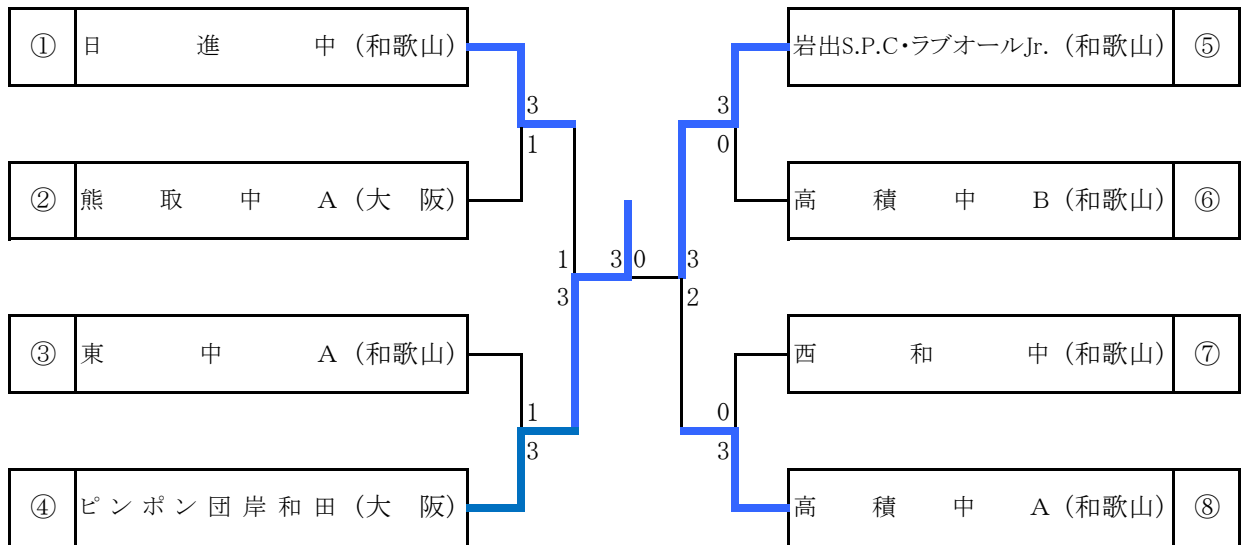 ① 日進中 (和歌山)
岩出S.P.C・ラブオールJr. (和歌山) ⑤
3
3
1
0
② 熊取中A (大阪)
高積中B (和歌山) ⑥
1 3 0 3
3 2
③ 東中A (和歌山)
西和中 (和歌山) ⑦
1
0
3
3
④ ピンポン団岸和田 (大阪)
高積中A (和歌山) ⑧